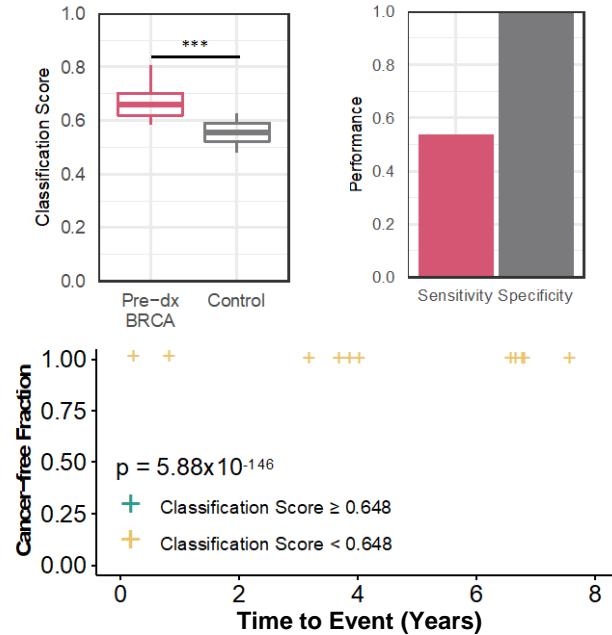 1.0
0.8
0.6
0.4
0.2
0.0
Classification Score
***
Pre-dx
BRCA
Control
1.0
0.8
0.6
0.4
0.2
0.0
Performance
Sensitivity Specificity
1.00
0.75
0.50
0.25
0.00
Cancer-free Fraction
p = 5.88x10⁻¹⁴⁶
Classification Score ≥ 0.648
Classification Score < 0.648
0 2 4 6 8
Time to Event (Years)